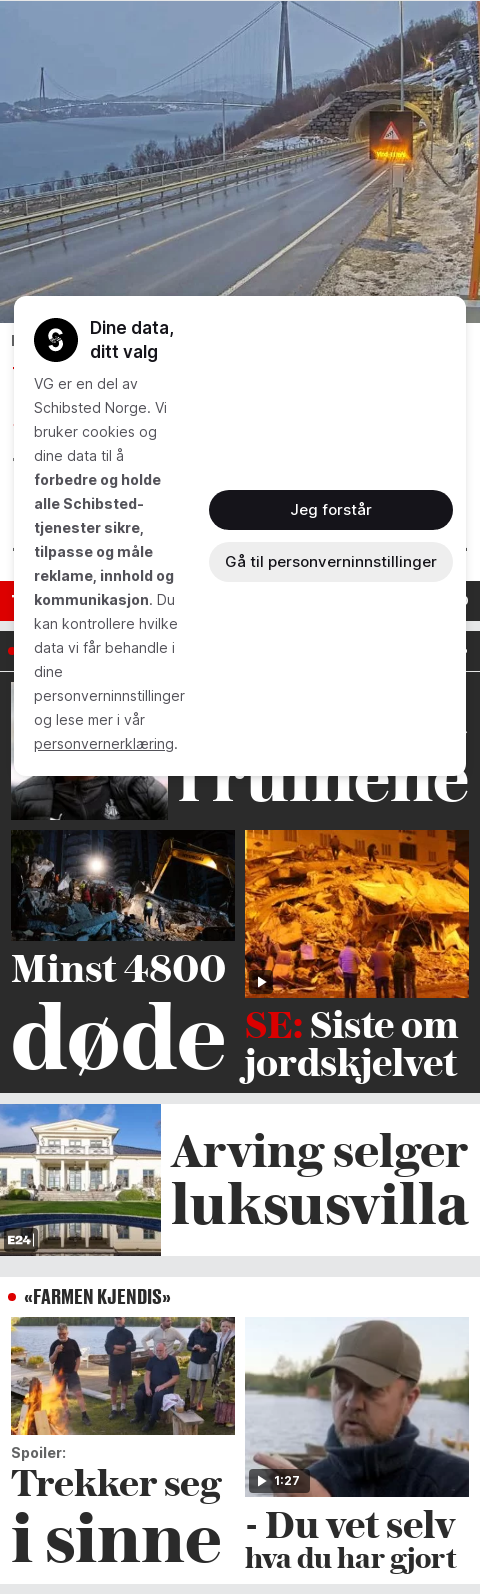 Dine data,
ditt valg
VG er en del av
Schibsted Norge. Vi
bruker cookies og
dine data til å
forbedre og holde
alle Schibsted-
tjenester sikre,
tilpasse og måle
reklame, innhold og
kommunikasjon. Du
kan kontrollere hvilke
data vi får behandle i
dine
personverninnstillinger
og lese mer i vår
personvernerklæring.
Jeg forstår
Gå til personverninnstillinger
Minst 4800
døde
SE: Siste om
jordskjelvet
Arving selger
luksusvilla
E24
«FARMEN KJENDIS»
Spoiler:
Trekker seg
i sinne
1:27
- Du vet selv
hva du har gjort